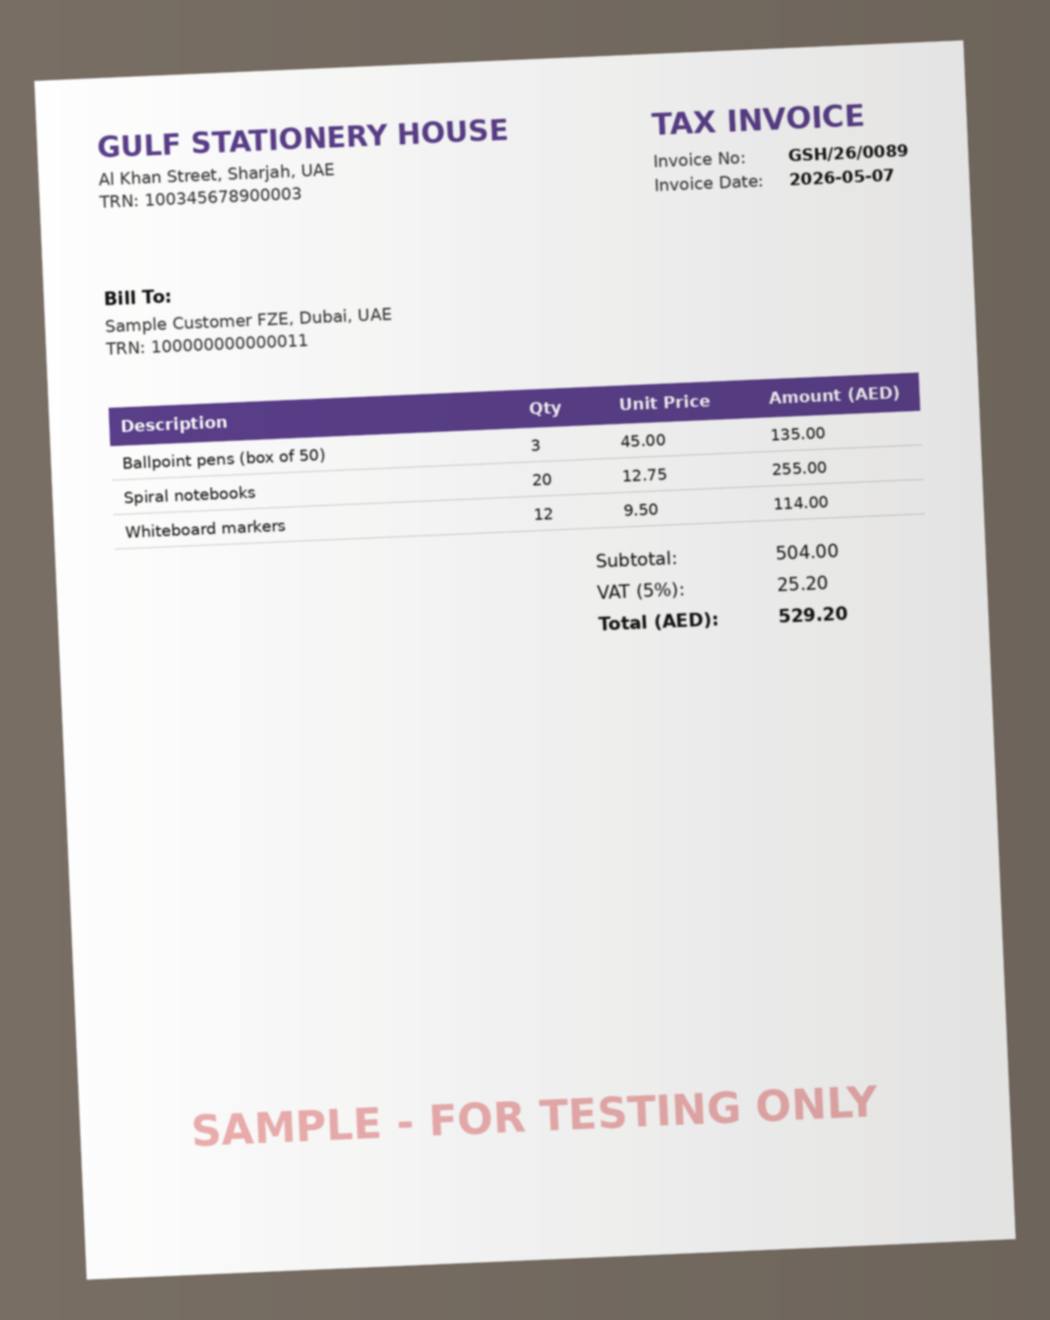 GULF STATIONERY HOUSE
Al Khan Street, Sharjah, UAE
TRN: 100345678900003
TAX INVOICE
Invoice No: GSH/26/0089
Invoice Date: 2026-05-07
Bill To:
Sample Customer FZE, Dubai, UAE
TRN: 100000000000011
Description Qty Unit Price Amount (AED)
Ballpoint pens (box of 50) 3 45.00 135.00
Spiral notebooks 20 12.75 255.00
Whiteboard markers 12 9.50 114.00
Subtotal: 504.00
VAT (5%): 25.20
Total (AED): 529.20
SAMPLE - FOR TESTING ONLY